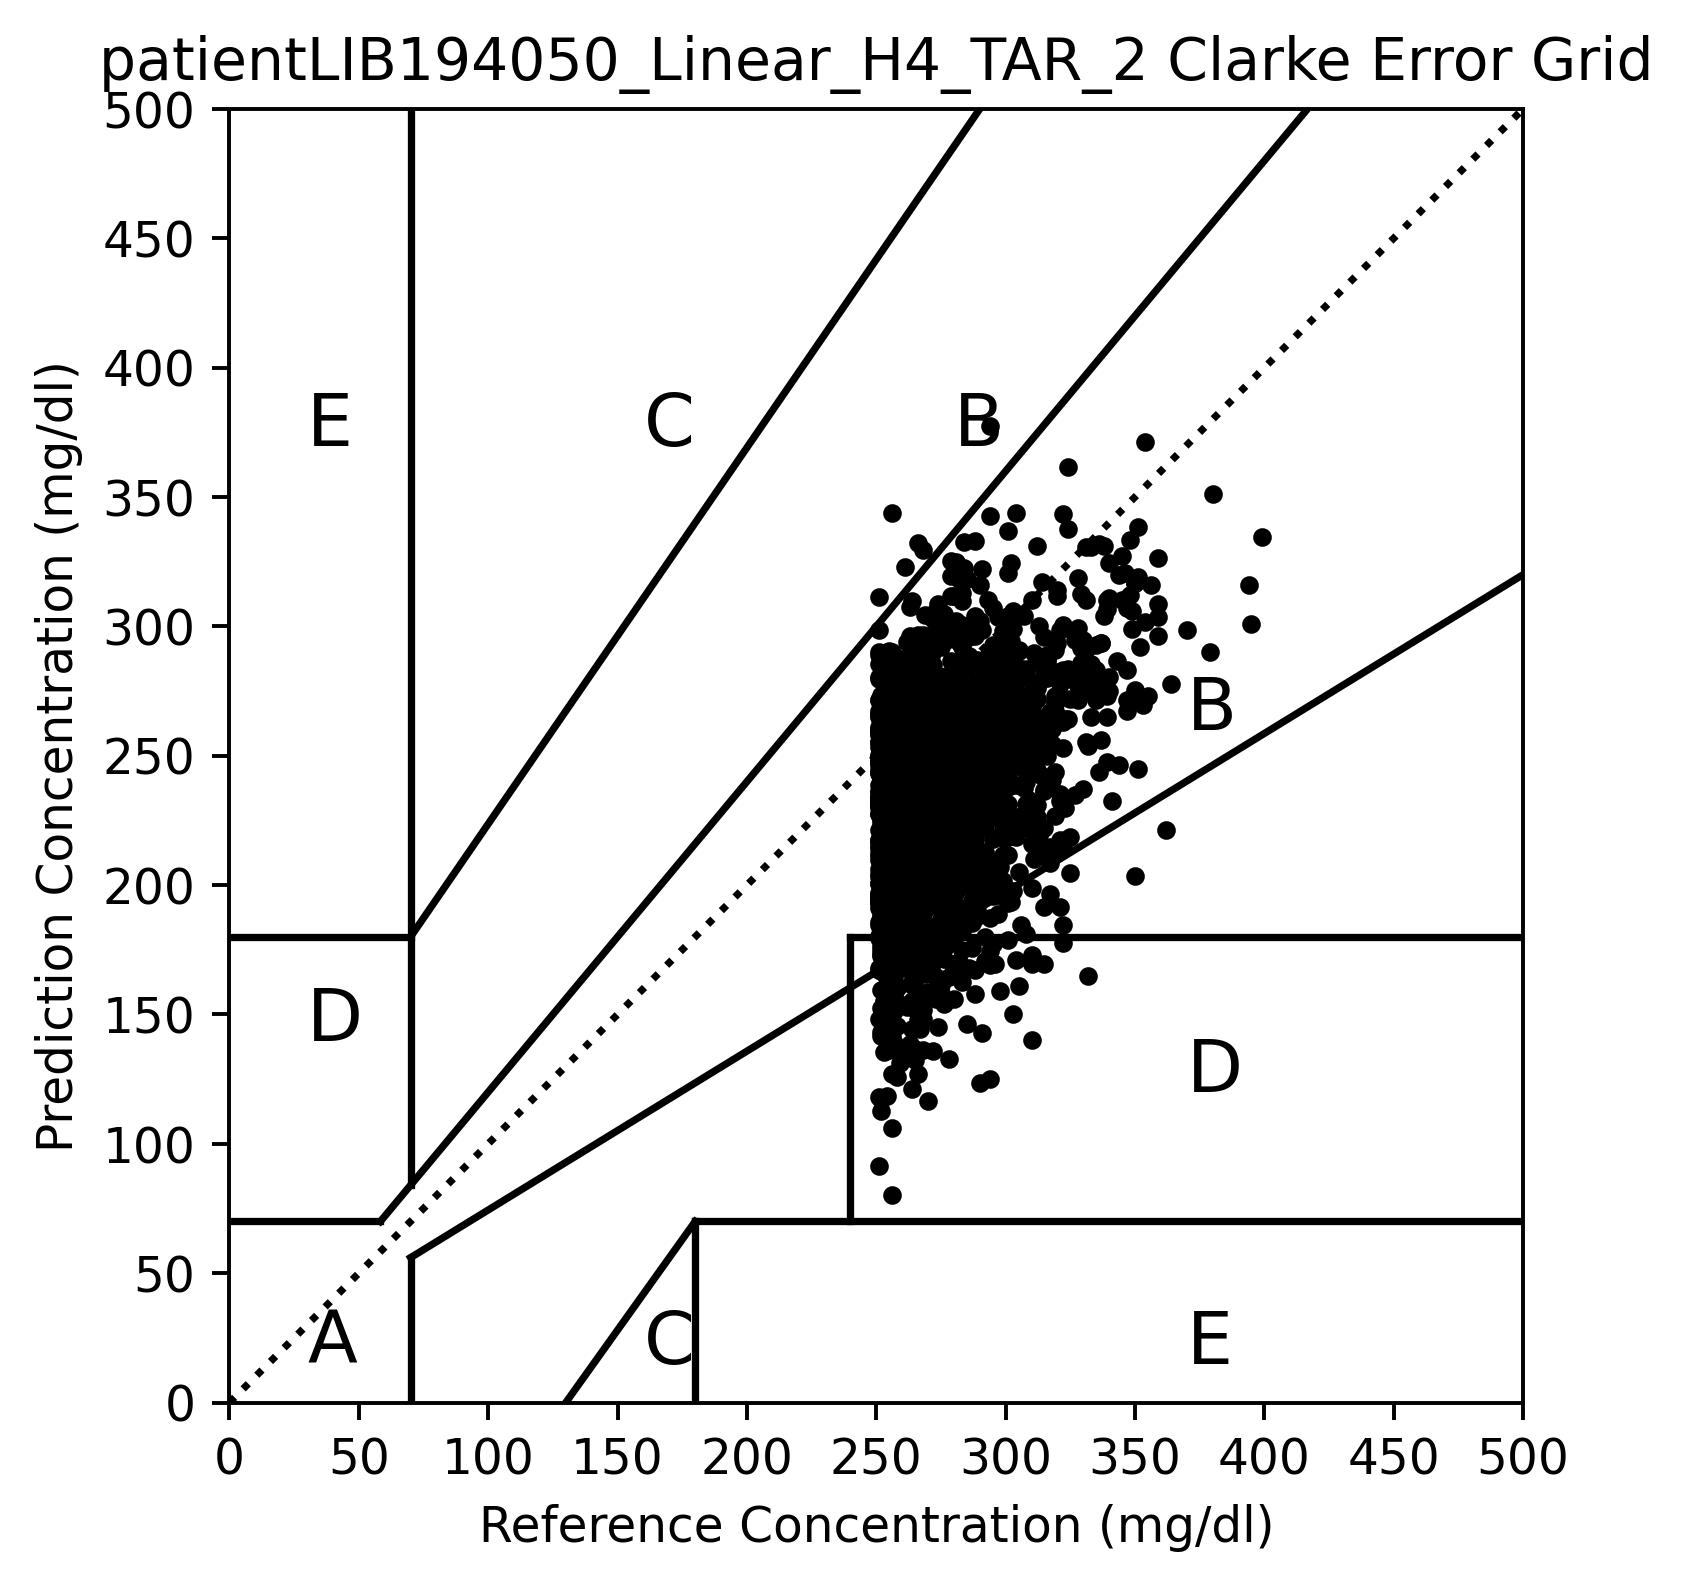 patientLIB194050_Linear_H4_TAR_2 Clarke Error Grid
Prediction Concentration (mg/dl)
500
450
400
350
300
250
200
150
100
50
0
E
C
B
B
D
D
A
C
E
0 50 100 150 200 250 300 350 400 450 500
Reference Concentration (mg/dl)